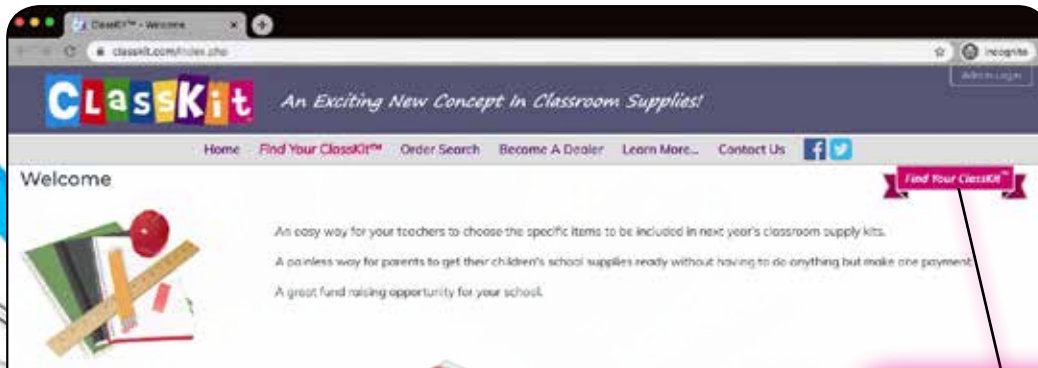 ClassKit™ - Welcome
classkit.com/index.php
Incognito
Admin Login
CLassKit
An Exciting New Concept In Classroom Supplies!
Home Find Your ClassKit™ Order Search Become A Dealer Learn More... Contact Us
Welcome
Find Your ClassKit™
An easy way for your teachers to choose the specific items to be included in next year's classroom supply kits.
A painless way for parents to get their children's school supplies ready without having to do anything but make one payment
A great fund raising opportunity for your school.